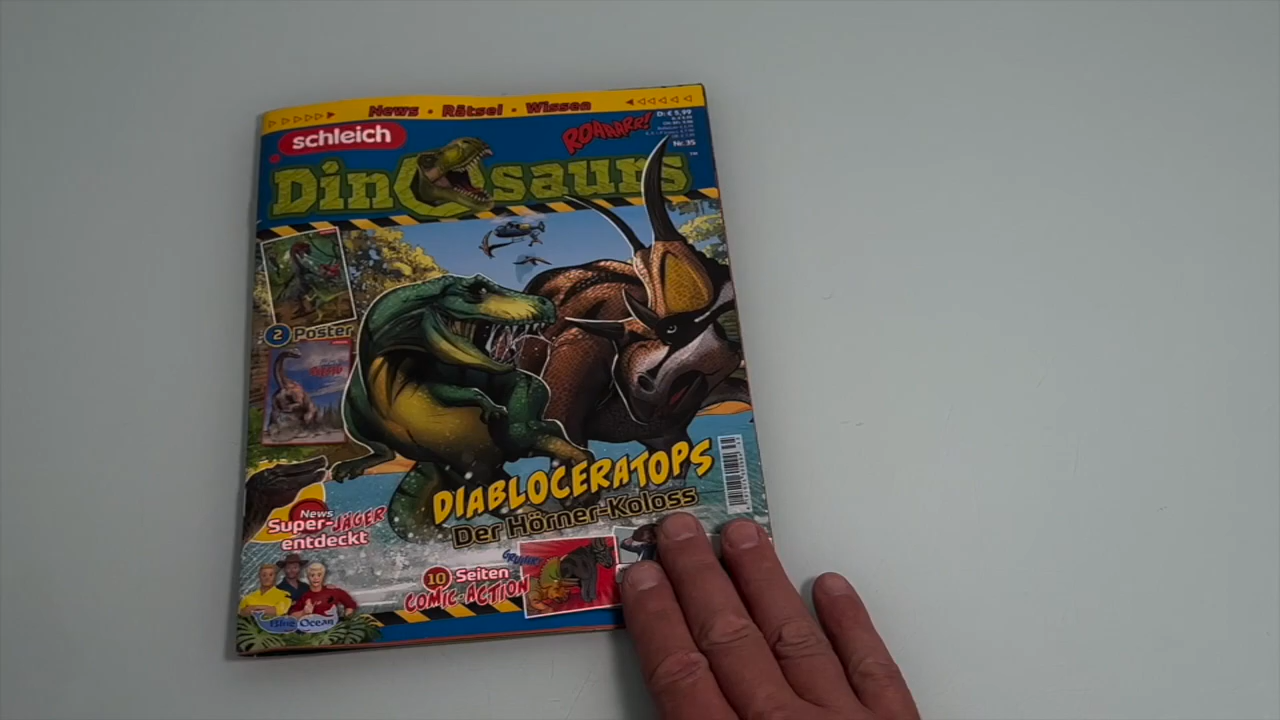 News · Rätsel · Wissen
schleich
ROAAARR!
D: € 5,99
Nr. 35
Dinosaurs
TM
2 Poster
DIABLOCERATOPS
Der Hörner-Koloss
News
Super-JÄGER
entdeckt
10 Seiten
COMIC-ACTION
Blue Ocean